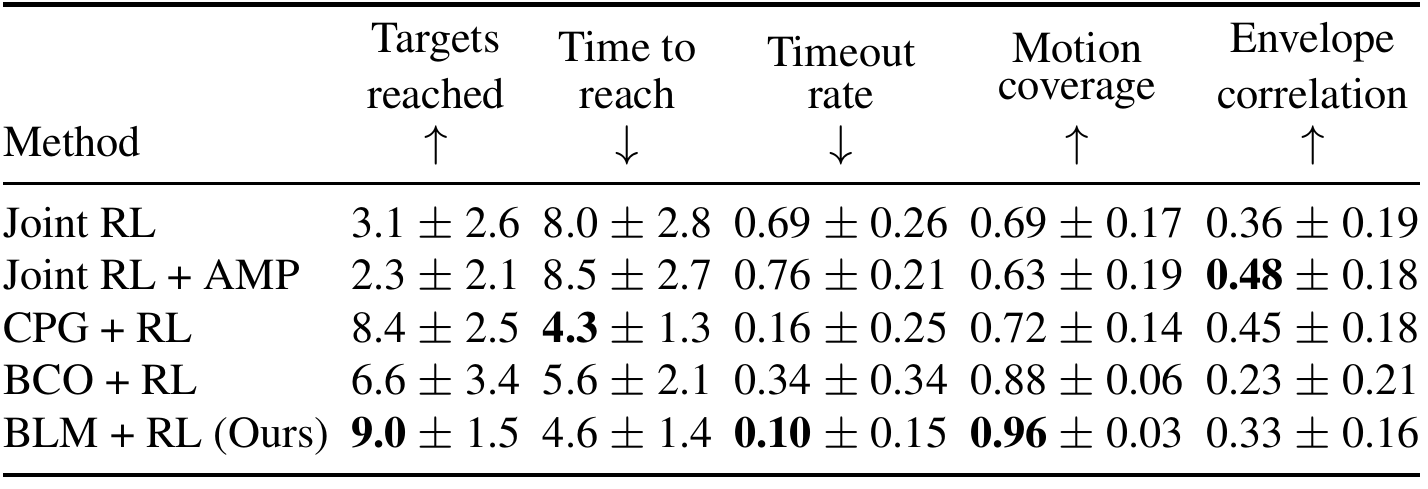 Targets Time to Timeout Motion Envelope
reached reach rate coverage correlation
Method ↑ ↓ ↓ ↑ ↑
Joint RL 3.1 ± 2.6 8.0 ± 2.8 0.69 ± 0.26 0.69 ± 0.17 0.36 ± 0.19
Joint RL + AMP 2.3 ± 2.1 8.5 ± 2.7 0.76 ± 0.21 0.63 ± 0.19 0.48 ± 0.18
CPG + RL 8.4 ± 2.5 4.3 ± 1.3 0.16 ± 0.25 0.72 ± 0.14 0.45 ± 0.18
BCO + RL 6.6 ± 3.4 5.6 ± 2.1 0.34 ± 0.34 0.88 ± 0.06 0.23 ± 0.21
BLM + RL (Ours) 9.0 ± 1.5 4.6 ± 1.4 0.10 ± 0.15 0.96 ± 0.03 0.33 ± 0.16